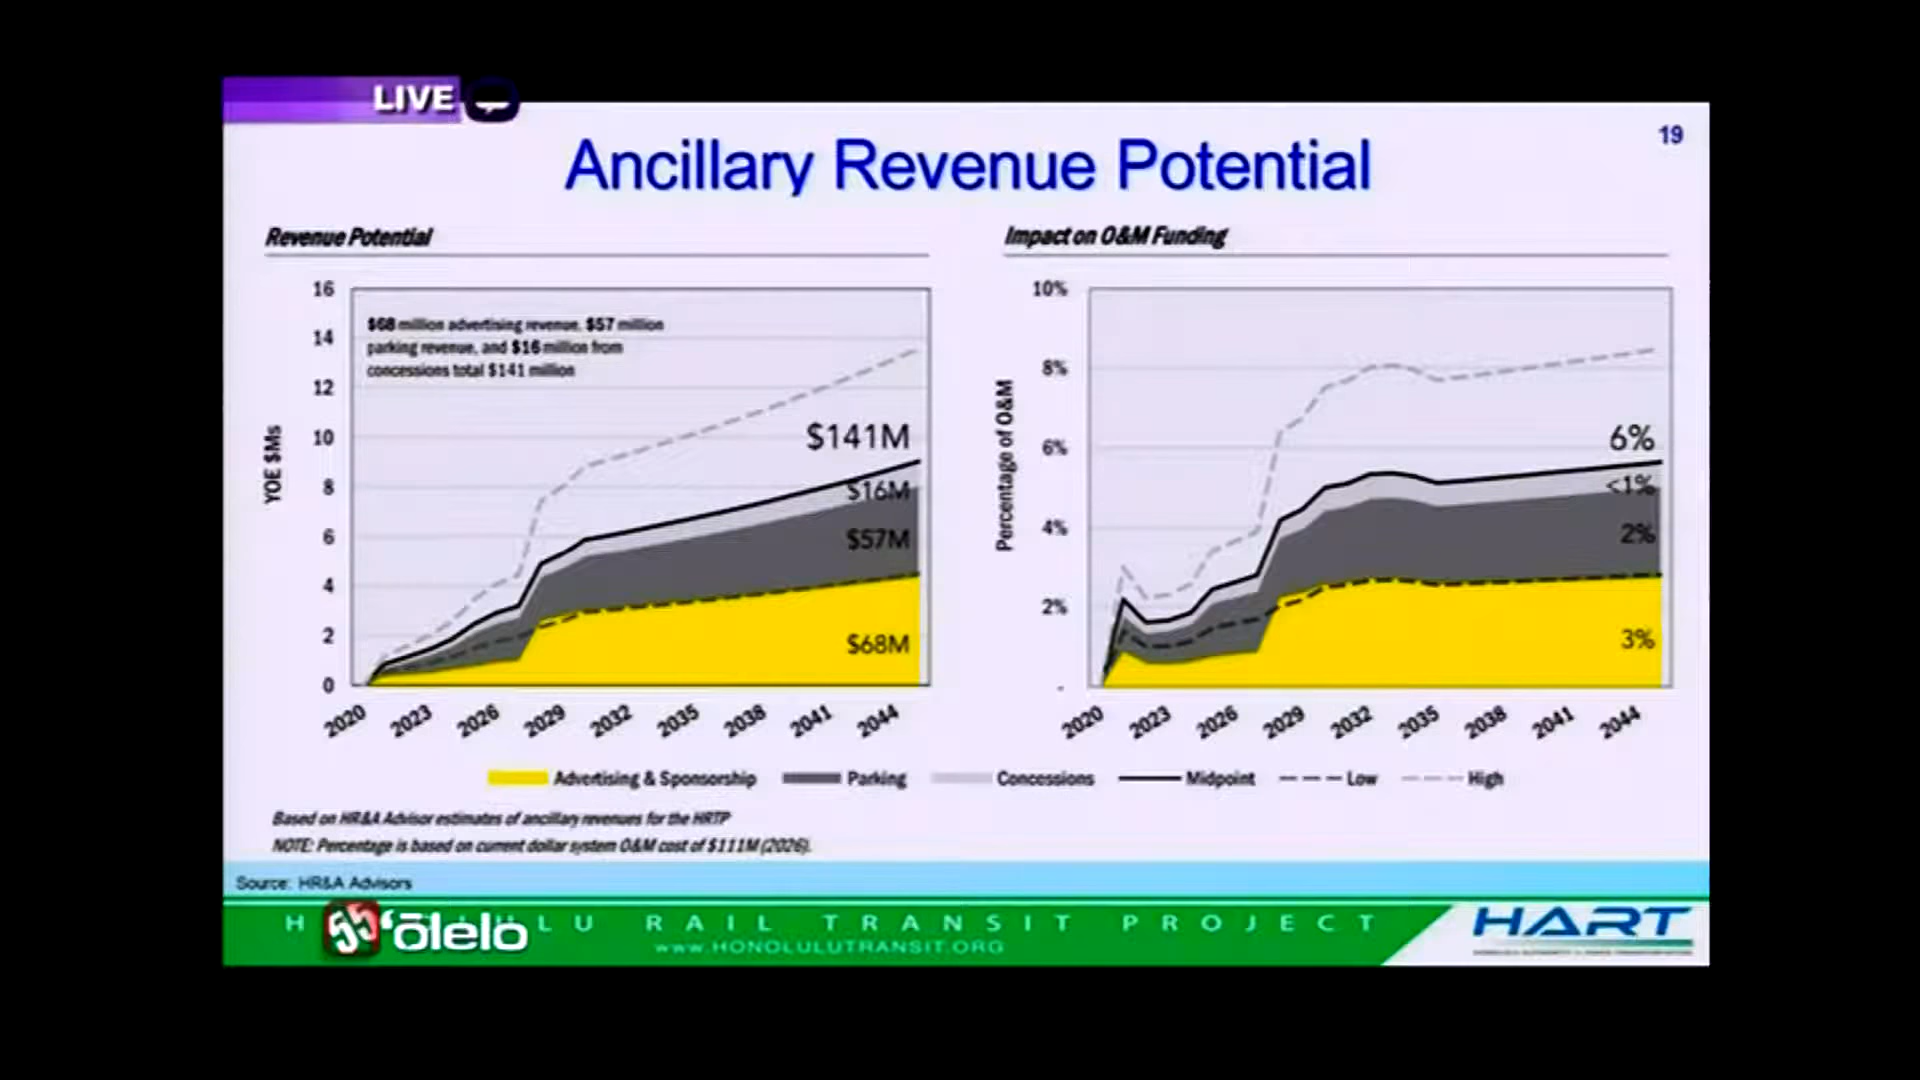 LIVE
19
Ancillary Revenue Potential
Revenue Potential
16
14
12
10
8
6
4
2
0
YOE $Ms
$68 million advertising revenue, $57 million
parking revenue, and $16 million from
concessions total $141 million
$141M
$16M
$57M
$68M
2020 2023 2026 2029 2032 2035 2038 2041 2044
Impact on O&M Funding
10%
8%
6%
4%
2%
-
Percentage of O&M
6%
<1%
2%
3%
2020 2023 2026 2029 2032 2035 2038 2041 2044
Advertising & Sponsorship Parking Concessions Midpoint Low High
Based on HR&A Advisor estimates of ancillary revenues for the HRTP
NOTE: Percentage is based on current dollar system O&M cost of $111M (2026).
Source: HR&A Advisors
H LULU RAIL TRANSIT PROJECT
55 'ōlelo
www.HONOLULUTRANSIT.ORG
HART